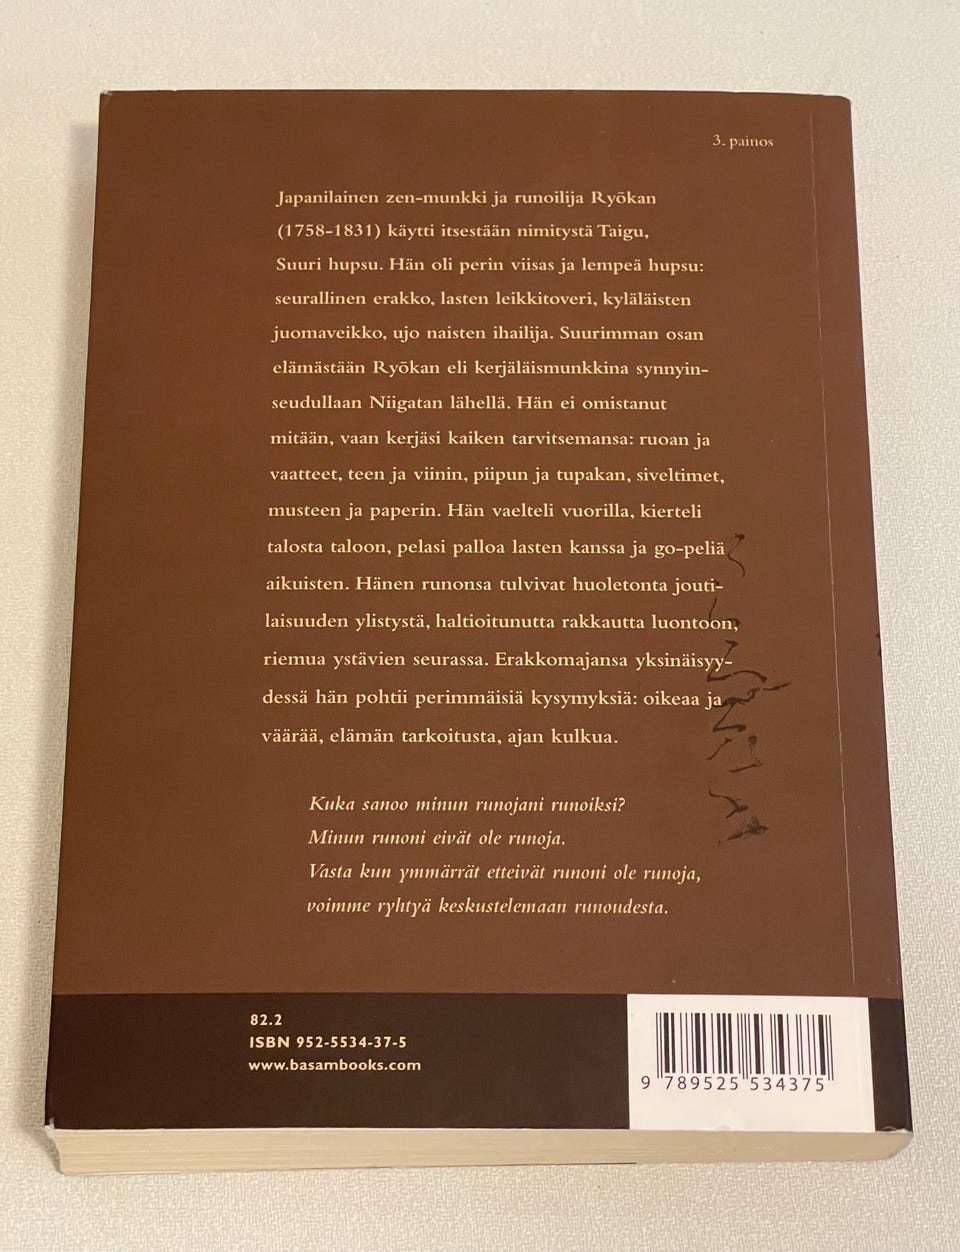 3. painos
Japanilainen zen-munkki ja runoilija Ryōkan
(1758-1831) käytti itsestään nimitystä Taigu,
Suuri hupsu. Hän oli perin viisas ja lempeä hupsu:
seurallinen erakko, lasten leikkitoveri, kyläläisten
juomaveikko, ujo naisten ihailija. Suurimman osan
elämästään Ryōkan eli kerjäläismunkkina synnyin-
seudullaan Niigatan lähellä. Hän ei omistanut
mitään, vaan kerjäsi kaiken tarvitsemansa: ruoan ja
vaatteet, teen ja viinin, piipun ja tupakan, siveltimet,
musteen ja paperin. Hän vaelteli vuorilla, kierteli
talosta taloon, pelasi palloa lasten kanssa ja go-peliä
aikuisten. Hänen runonsa tulvivat huoletonta jouti-
laisuuden ylistystä, haltioitunutta rakkautta luontoon,
riemua ystävien seurassa. Erakkomajansa yksinäisyy-
dessä hän pohtii perimmäisiä kysymyksiä: oikeaa ja
väärää, elämän tarkoitusta, ajan kulkua.
Kuka sanoo minun runojani runoiksi?
Minun runoni eivät ole runoja.
Vasta kun ymmärrät etteivät runoni ole runoja,
voimme ryhtyä keskustelemaan runoudesta.
82.2
ISBN 952-5534-37-5
www.basambooks.com
9 789525 534375